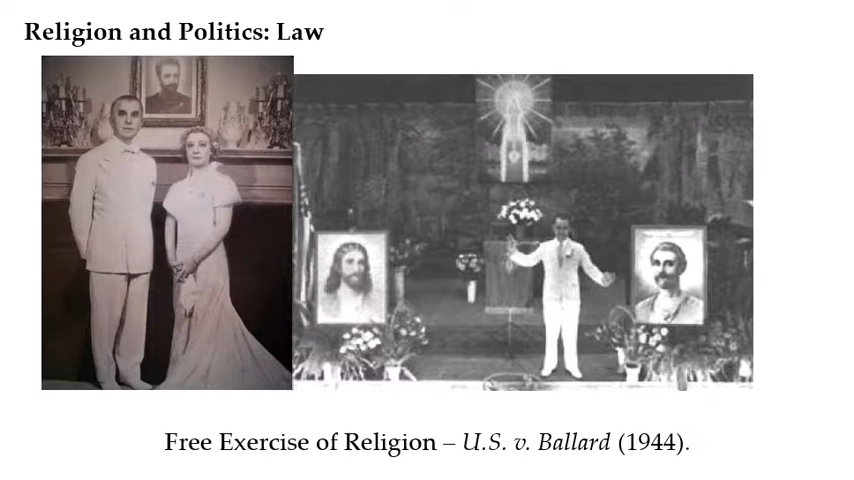 Religion and Politics: Law
Free Exercise of Religion – U.S. v. Ballard (1944).